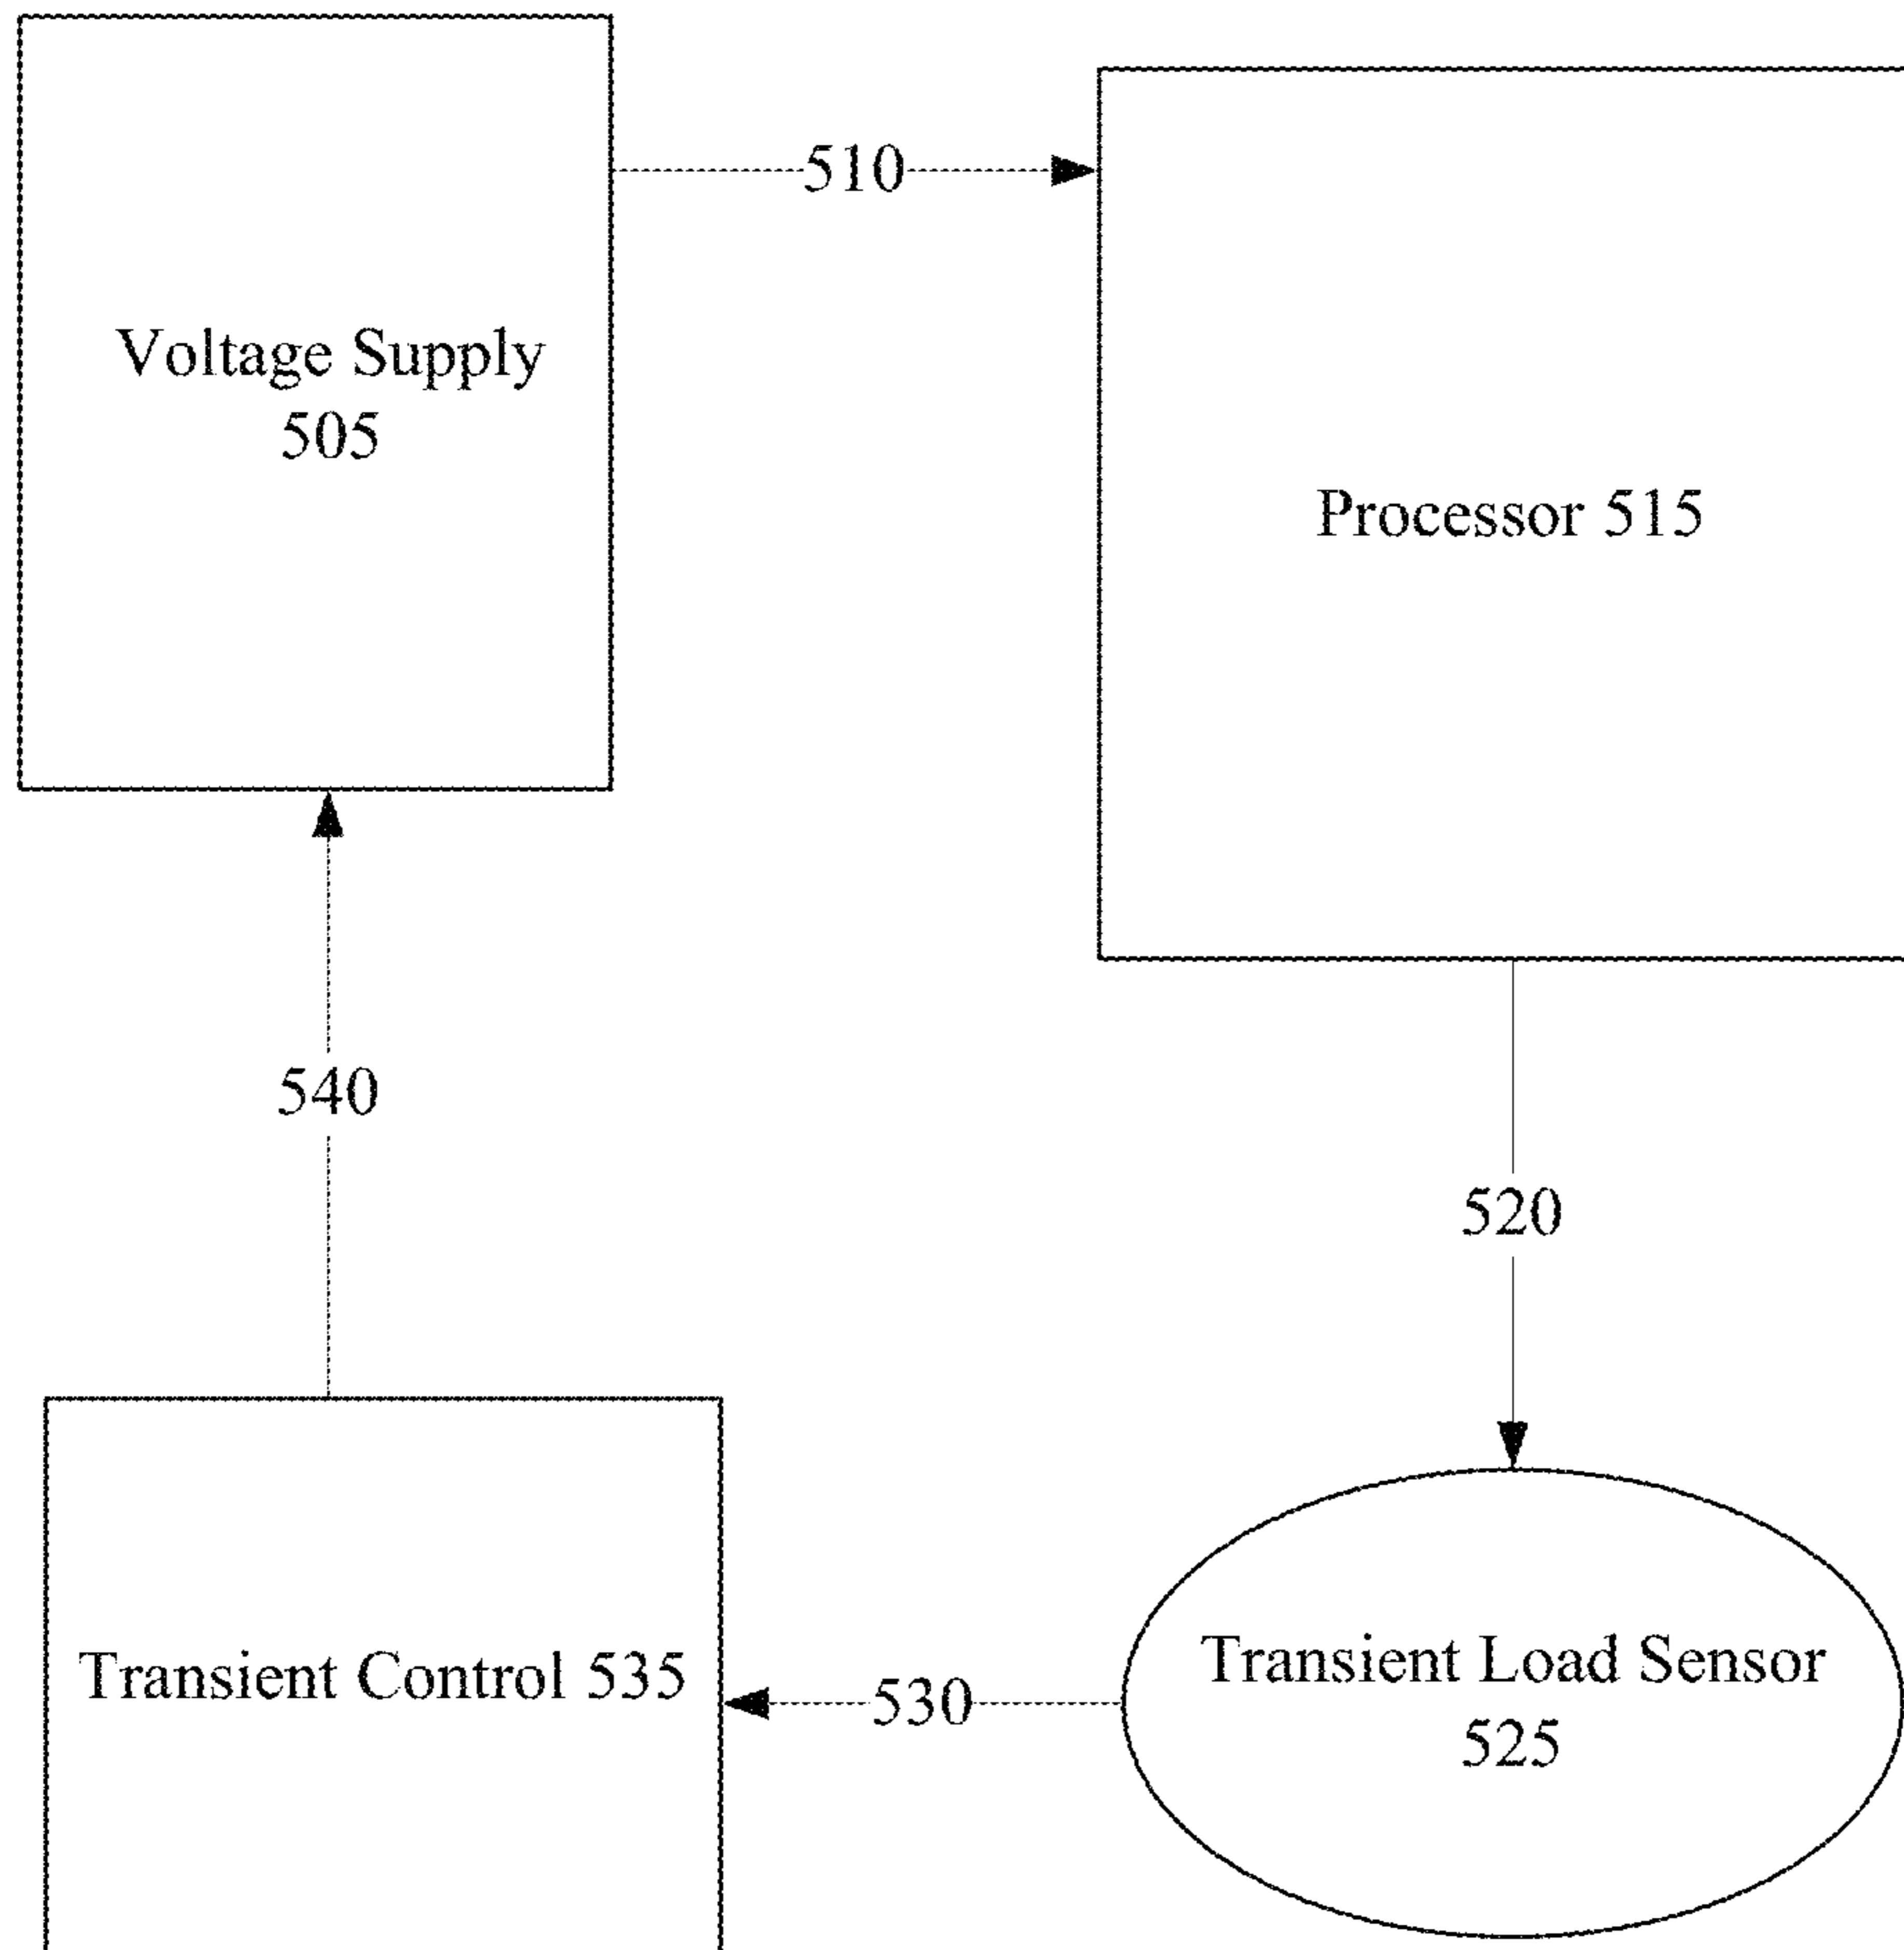 510
Voltage Supply
505
Processor 515
540
520
Transient Control 535
530
Transient Load Sensor
525